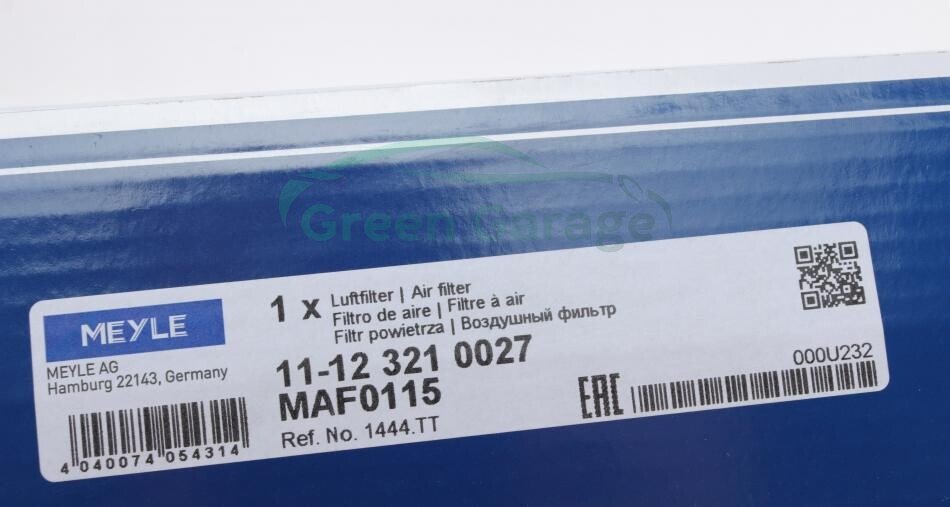 Green Garage
MEYLE
MEYLE AG
Hamburg 22143, Germany
4 040074 054314
1 x
Luftfilter | Air filter
Filtro de aire | Filtre à air
Filtr powietrza | Воздушный фильтр
11-12 321 0027
MAF0115
Ref. No. 1444.TT
EAC
000U232